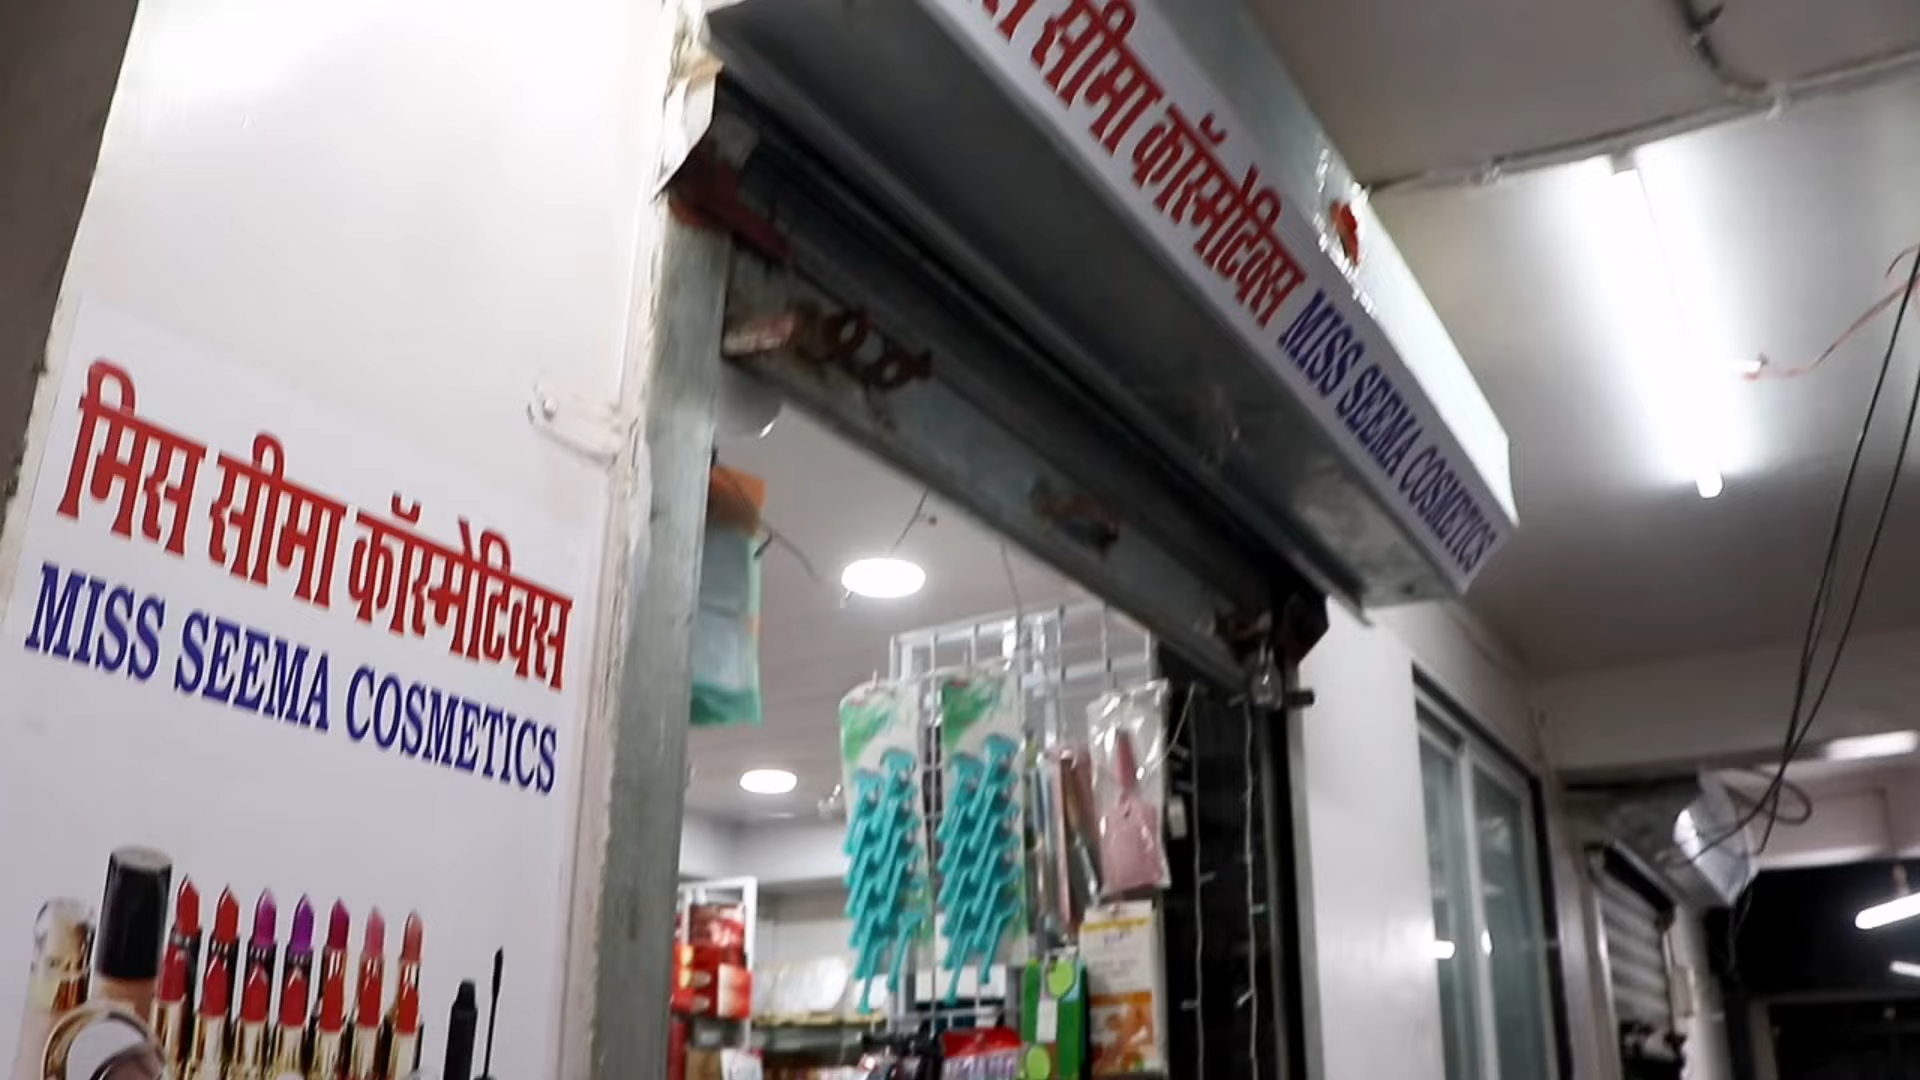 मिस सीमा कॉस्मेटिक्स
MISS SEEMA COSMETICS
सीमा कॉस्मेटिक्स MISS SEEMA COSMETICS